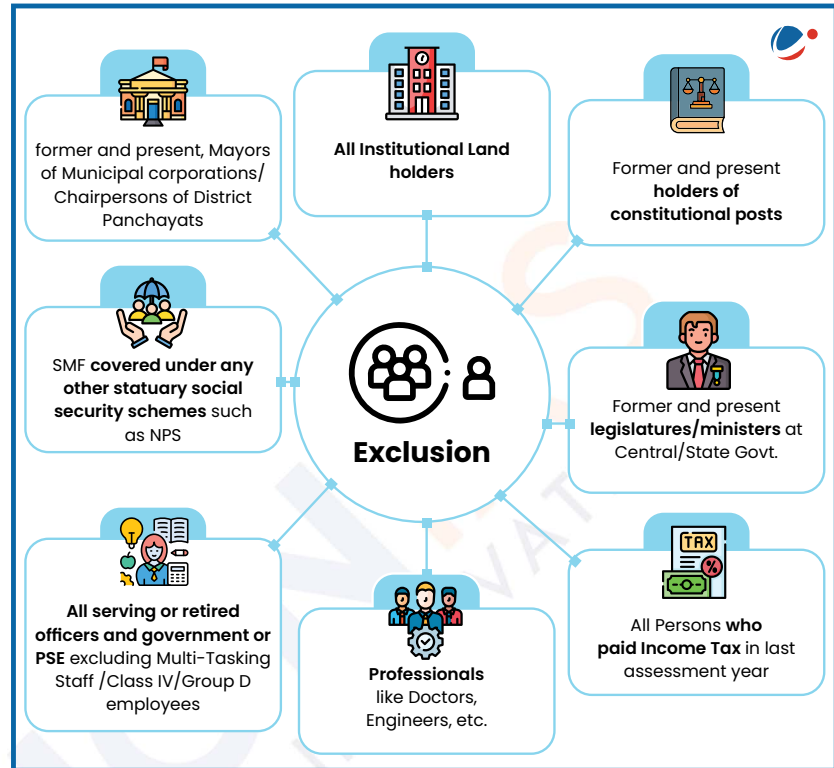 former and present, Mayors
of Municipal corporations/
Chairpersons of District
Panchayats
All Institutional Land
holders
Former and present
holders of
constitutional posts
SMF covered under any
other statuary social
security schemes such
as NPS
Exclusion
Former and present
legislatures/ministers at
Central/State Govt.
All serving or retired
officers and government or
PSE excluding Multi-Tasking
Staff /Class IV/Group D
employees
Professionals
like Doctors,
Engineers, etc.
TAX
%
All Persons who
paid Income Tax in last
assessment year